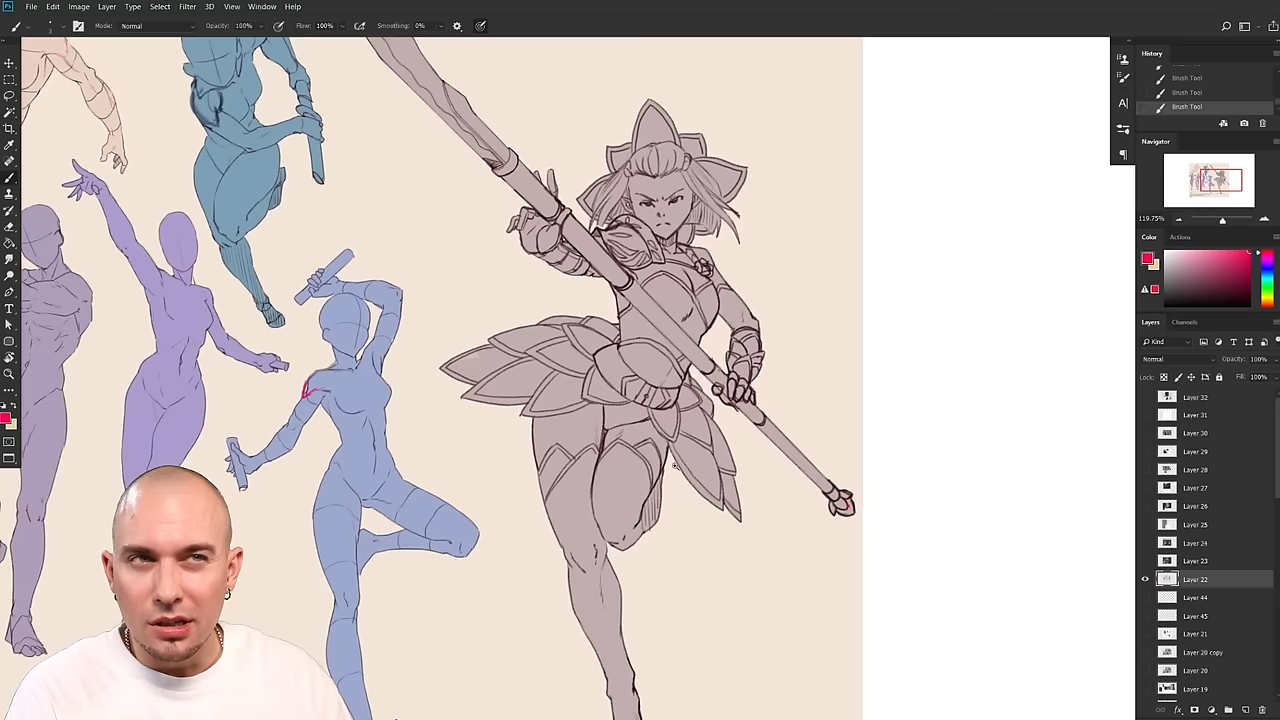 File Edit Image Layer Type Select Filter 3D View Window Help
Mode: Normal Opacity: 100% Flow: 100% Smoothing: 0%
History
Brush Tool
Brush Tool
Brush Tool
Navigator
119.75%
Color Actions
Layers Channels
Kind
Normal Opacity: 100%
Lock: Fill: 100%
Layer 32
Layer 31
Layer 30
Layer 29
Layer 28
Layer 27
Layer 26
Layer 25
Layer 24
Layer 23
Layer 22
Layer 44
Layer 45
Layer 21
Layer 20 copy
Layer 20
Layer 19